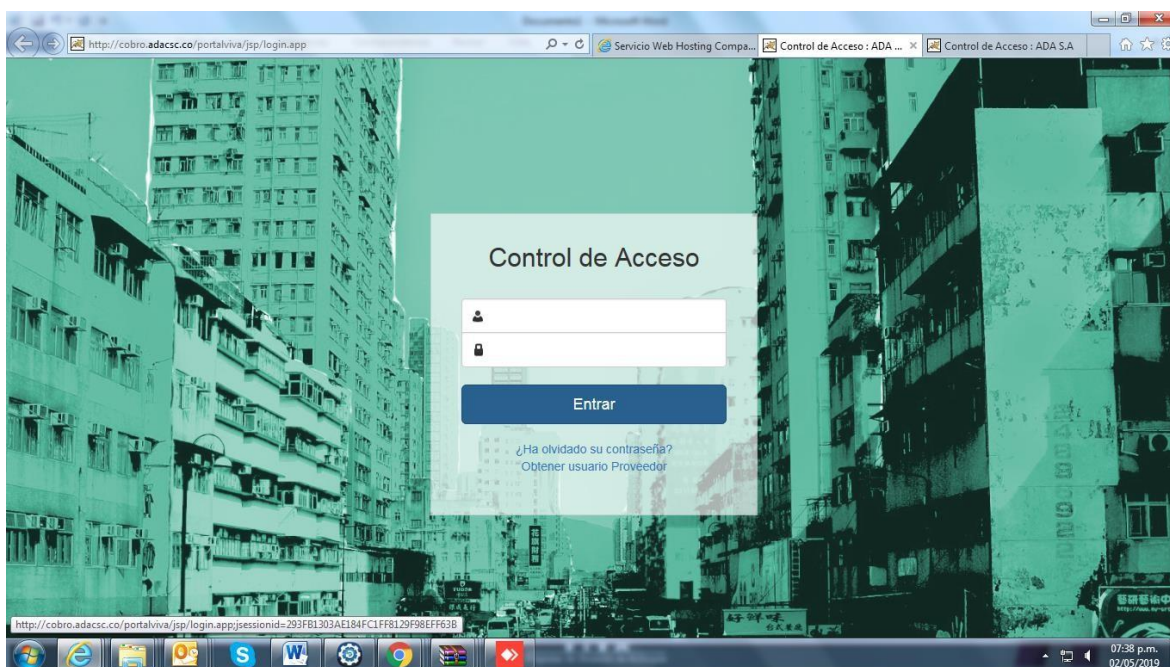 http://cobro.adacsc.co/portalviva/jsp/login.app
Servicio Web Hosting Compa...
Control de Acceso : ADA ...
Control de Acceso : ADA S.A
Control de Acceso
Entrar
¿Ha olvidado su contraseña?
Obtener usuario Proveedor
http://cobro.adacsc.co/portalviva/jsp/login.app;jsessionid=293FB1303AE184FC1FF8129F98EFF63B
07:38 p.m.
02/05/2019